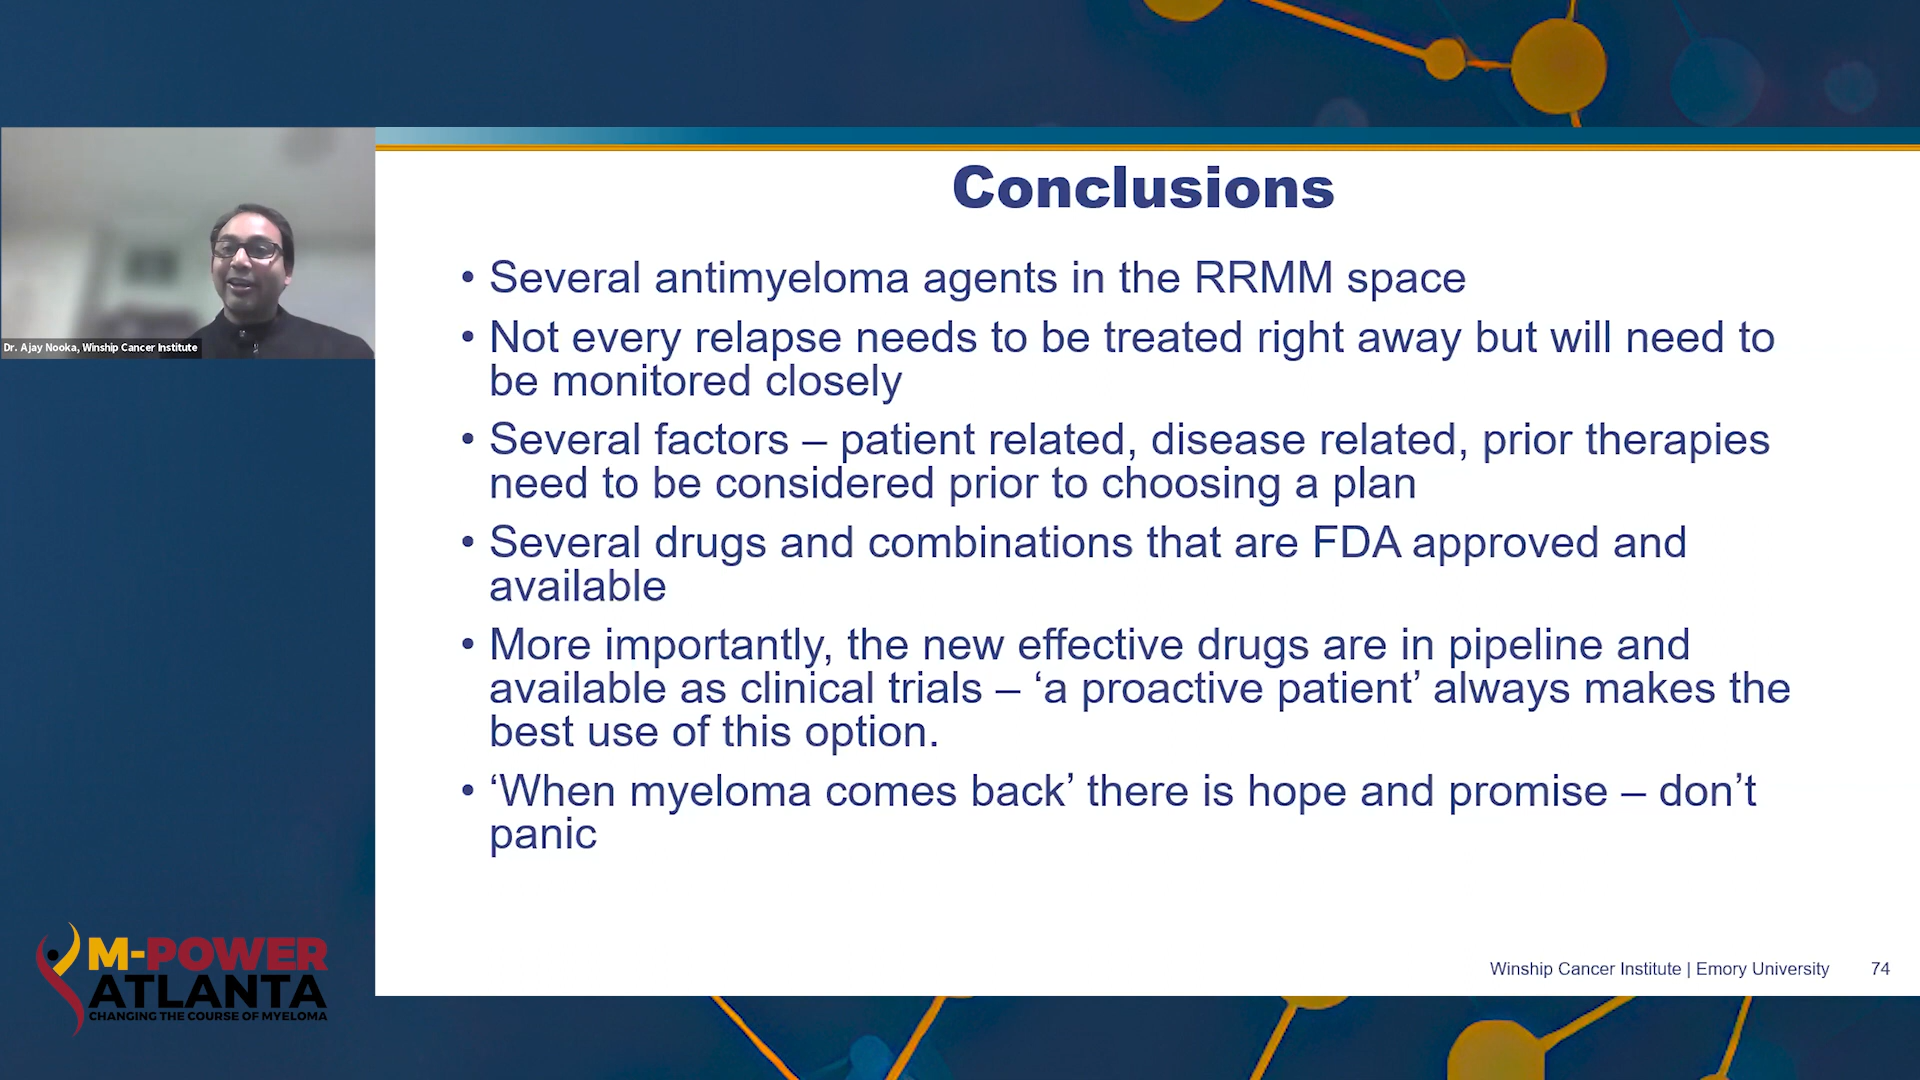 Conclusions
• Several antimyeloma agents in the RRMM space
• Not every relapse needs to be treated right away but will need to
be monitored closely
• Several factors – patient related, disease related, prior therapies
need to be considered prior to choosing a plan
• Several drugs and combinations that are FDA approved and
available
• More importantly, the new effective drugs are in pipeline and
available as clinical trials – ‘a proactive patient’ always makes the
best use of this option.
• ‘When myeloma comes back’ there is hope and promise – don’t
panic
Dr. Ajay Nooka, Winship Cancer Institute
M-POWER
ATLANTA
CHANGING THE COURSE OF MYELOMA
Winship Cancer Institute | Emory University 74